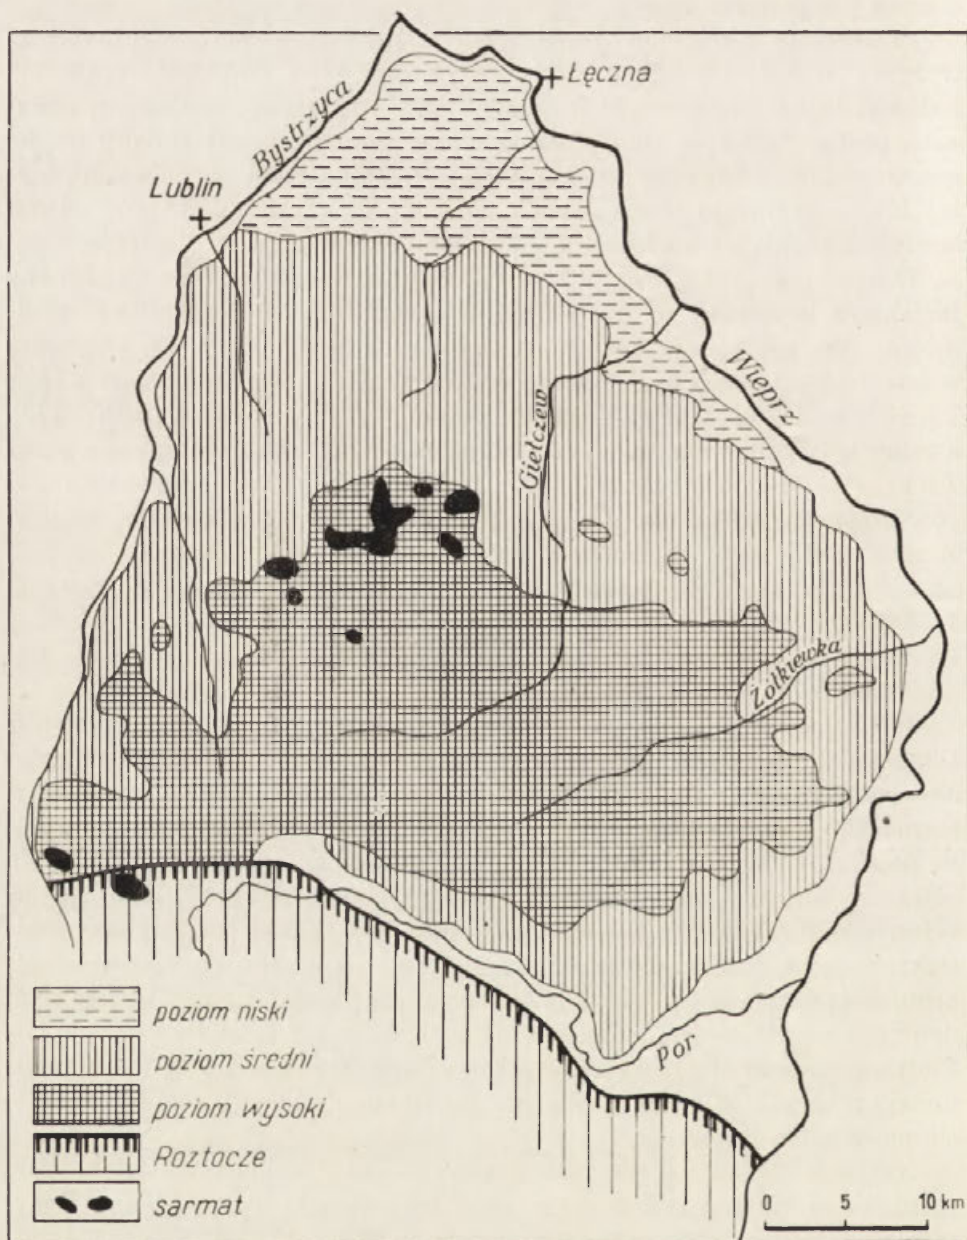 Łęczna
Bystrzyca
Lublin
Wieprz
Giełczew
Żółkiewka
por
poziom niski
poziom średni
poziom wysoki
Roztocze
sarmat
0 5 10 km